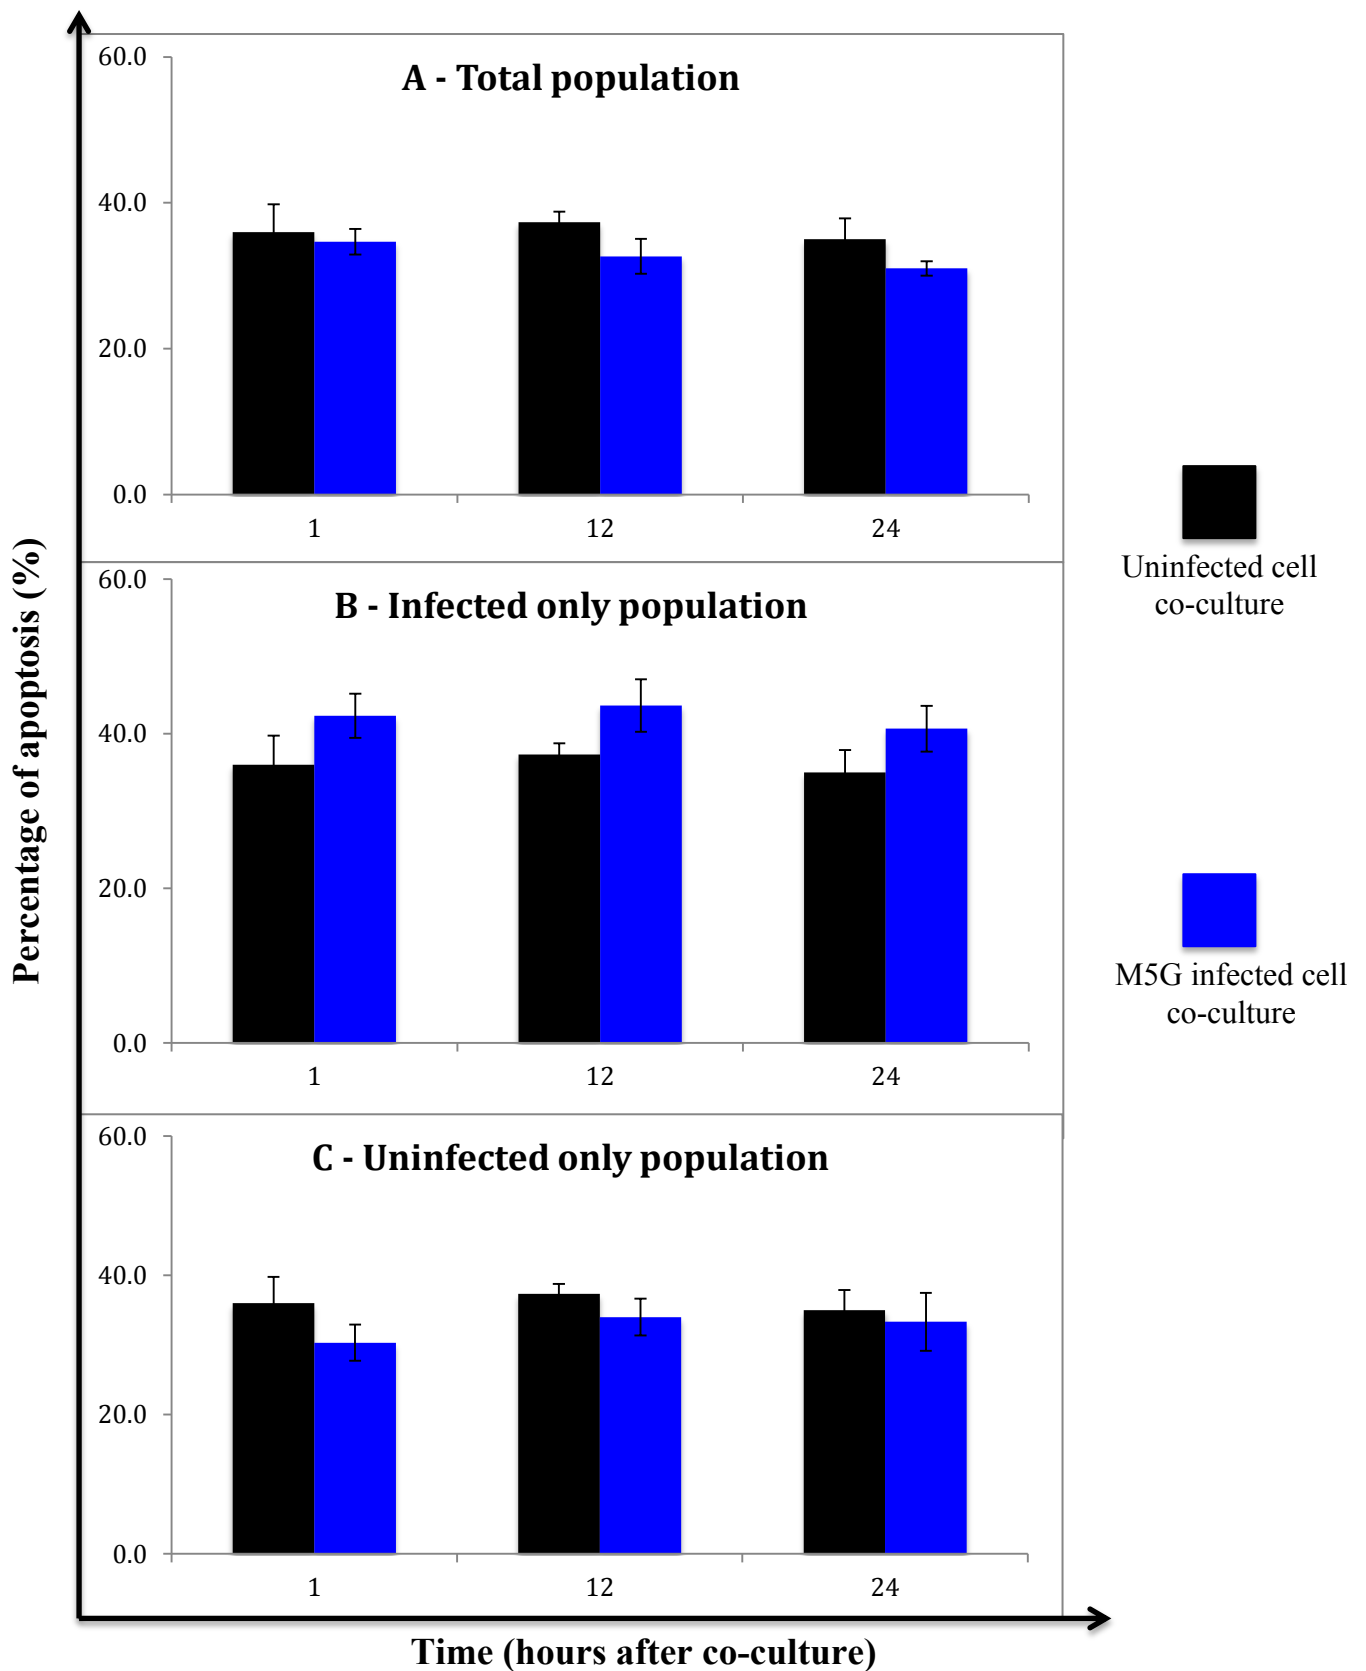 A - Total population
60.0
40.0
20.0
0.0
1 12 24
B - Infected only population
60.0
40.0
20.0
0.0
1 12 24
C - Uninfected only population
60.0
40.0
20.0
0.0
1 12 24
Percentage of apoptosis (%)
Time (hours after co-culture)
Uninfected cell
co-culture
M5G infected cell
co-culture